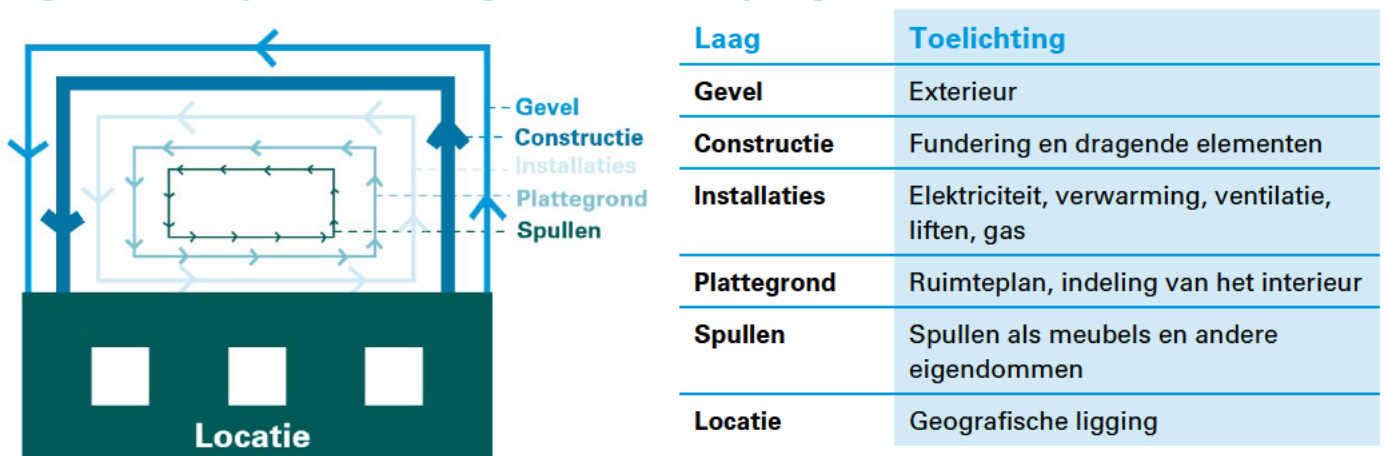 Gevel
Constructie
Installaties
Plattegrond
Spullen
Locatie
Laag Toelichting
Gevel Exterieur
Constructie Fundering en dragende elementen
Installaties Elektriciteit, verwarming, ventilatie,
liften, gas
Plattegrond Ruimteplan, indeling van het interieur
Spullen Spullen als meubels en andere
eigendommen
Locatie Geografische ligging